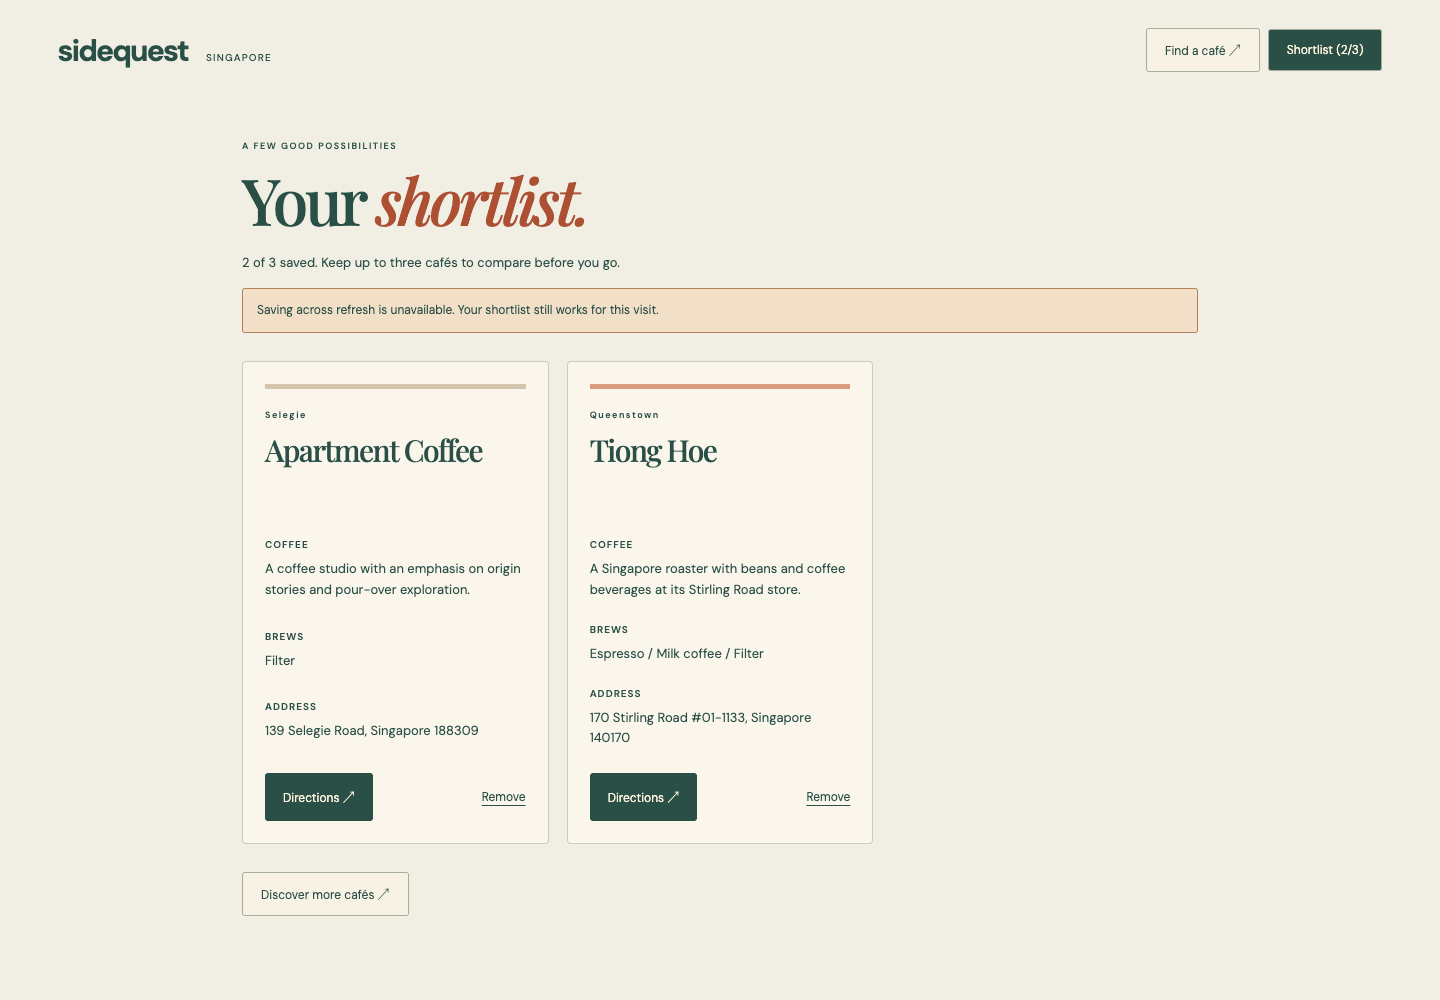 sidequest SINGAPORE
Find a café ↗
Shortlist (2/3)
A FEW GOOD POSSIBILITIES
Your shortlist.
2 of 3 saved. Keep up to three cafés to compare before you go.
Saving across refresh is unavailable. Your shortlist still works for this visit.
Selegie
Apartment Coffee
COFFEE
A coffee studio with an emphasis on origin
stories and pour-over exploration.
BREWS
Filter
ADDRESS
139 Selegie Road, Singapore 188309
Directions ↗
Remove
Queenstown
Tiong Hoe
COFFEE
A Singapore roaster with beans and coffee
beverages at its Stirling Road store.
BREWS
Espresso / Milk coffee / Filter
ADDRESS
170 Stirling Road #01-1133, Singapore
140170
Directions ↗
Remove
Discover more cafés ↗